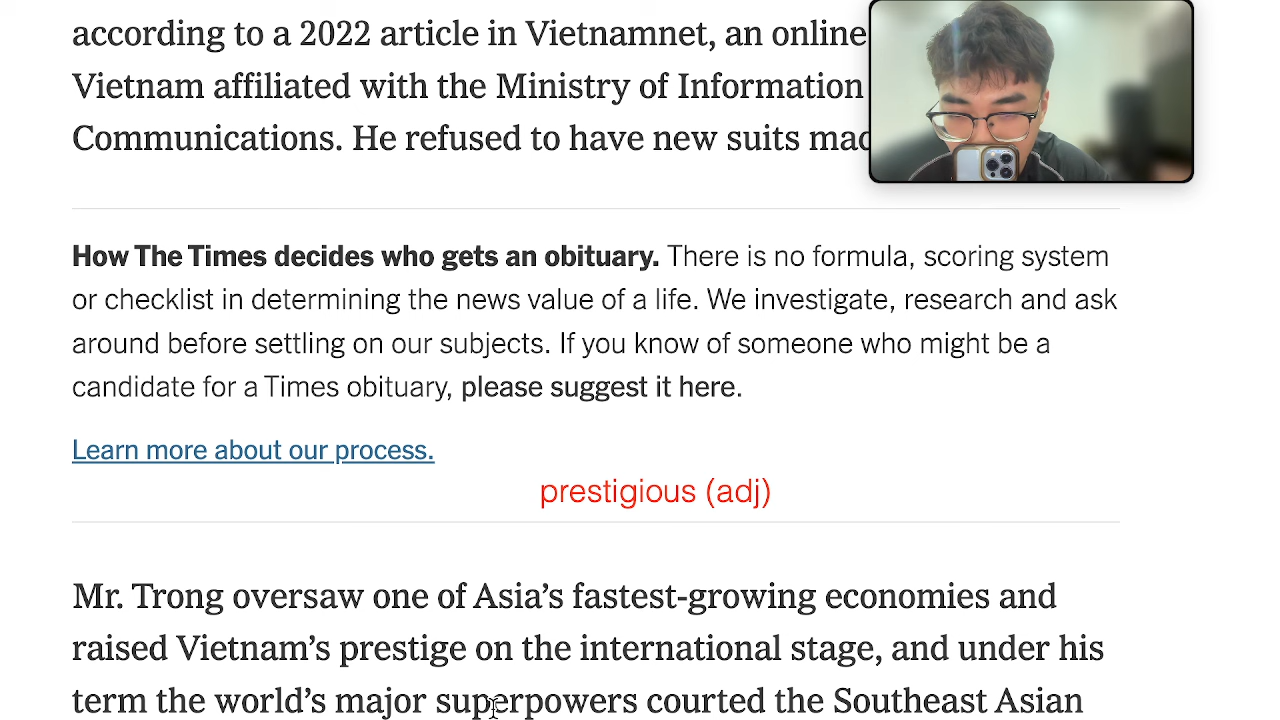 according to a 2022 article in Vietnamnet, an online
Vietnam affiliated with the Ministry of Information
Communications. He refused to have new suits
How The Times decides who gets an obituary. There is no formula, scoring system
or checklist in determining the news value of a life. We investigate, research and ask
around before settling on our subjects. If you know of someone who might be a
candidate for a Times obituary, please suggest it here.
Learn more about our process.
prestigious (adj)
Mr. Trong oversaw one of Asia’s fastest-growing economies and
raised Vietnam’s prestige on the international stage, and under his
term the world’s major superpowers courted the Southeast Asian